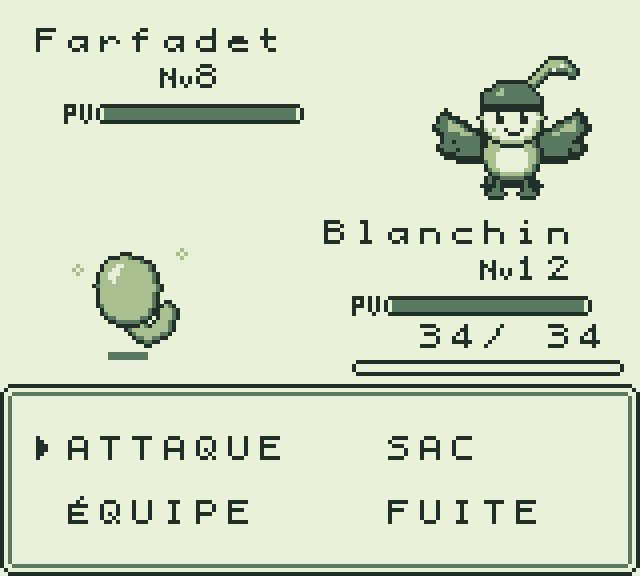 Farfadet
Nv8
PV
Blanchin
Nv12
PV
34/ 34
ATTAQUE SAC
ÉQUIPE FUITE